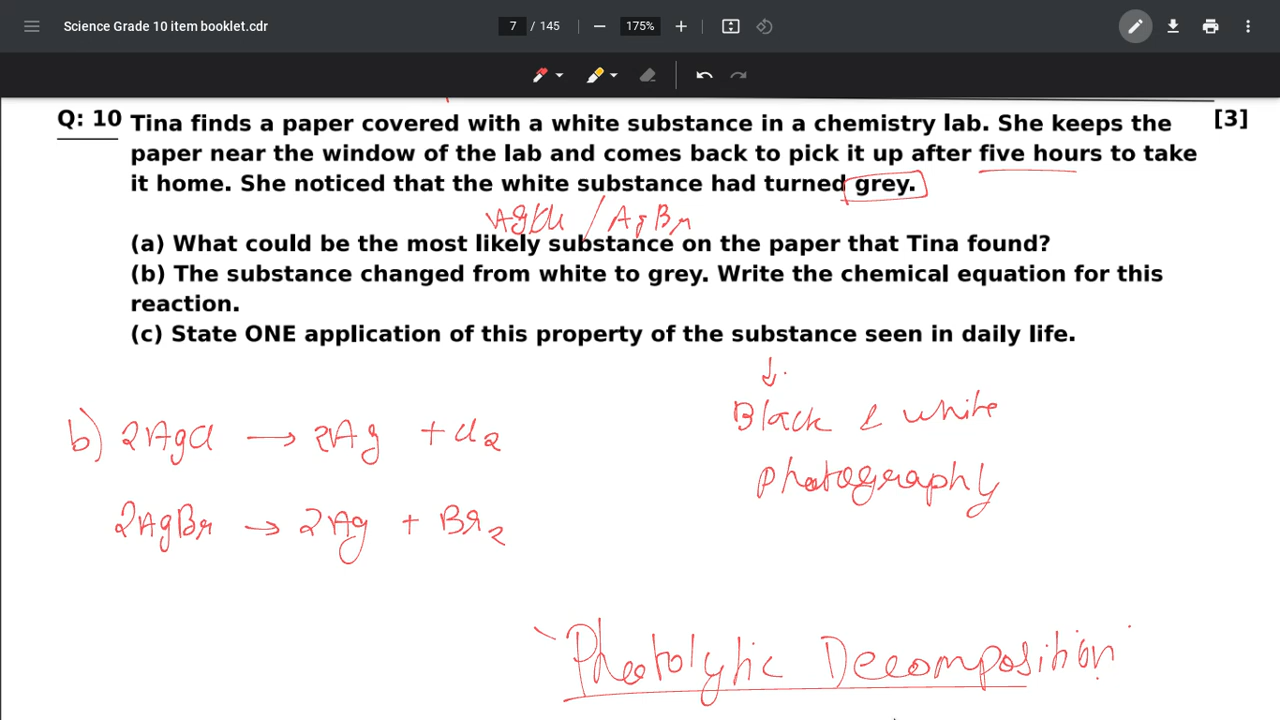 Science Grade 10 item booklet.cdr
7 / 145
175%
Q: 10 Tina finds a paper covered with a white substance in a chemistry lab. She keeps the [3]
paper near the window of the lab and comes back to pick it up after five hours to take
it home. She noticed that the white substance had turned grey.
AgCl / AgBr
(a) What could be the most likely substance on the paper that Tina found?
(b) The substance changed from white to grey. Write the chemical equation for this
reaction.
(c) State ONE application of this property of the substance seen in daily life.
↓
Black & white
photography
b) 2AgCl → 2Ag + Cl2
2AgBr → 2Ag + Br2
Photolytic Decomposition